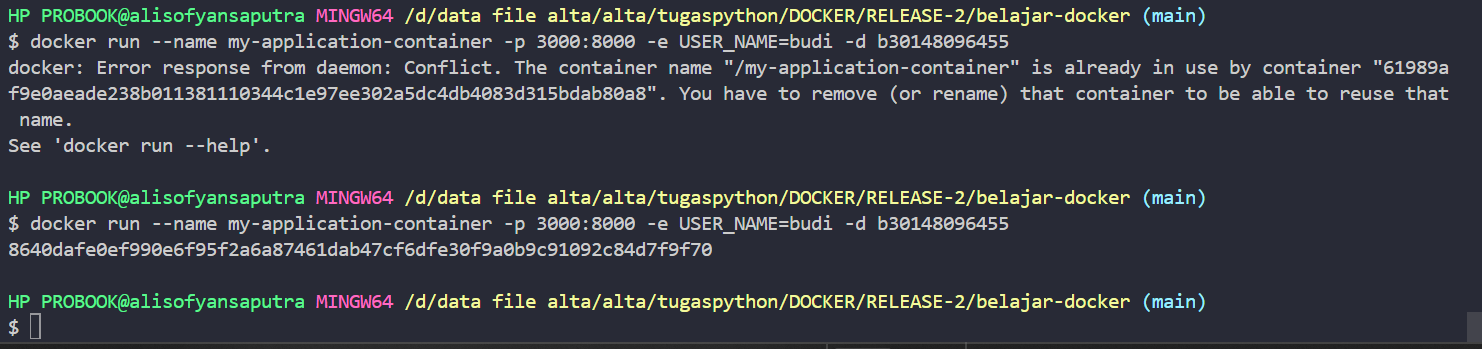 HP PROBOOK@alisofyansaputra MINGW64 /d/data file alta/alta/tugaspython/DOCKER/RELEASE-2/belajar-docker (main)
$ docker run --name my-application-container -p 3000:8000 -e USER_NAME=budi -d b30148096455
docker: Error response from daemon: Conflict. The container name "/my-application-container" is already in use by container "61989a
f9e0aeade238b011381110344c1e97ee302a5dc4db4083d315bdab80a8". You have to remove (or rename) that container to be able to reuse that
 name.
See 'docker run --help'.
HP PROBOOK@alisofyansaputra MINGW64 /d/data file alta/alta/tugaspython/DOCKER/RELEASE-2/belajar-docker (main)
$ docker run --name my-application-container -p 3000:8000 -e USER_NAME=budi -d b30148096455
8640dafe0ef990e6f95f2a6a87461dab47cf6dfe30f9a0b9c91092c84d7f9f70
HP PROBOOK@alisofyansaputra MINGW64 /d/data file alta/alta/tugaspython/DOCKER/RELEASE-2/belajar-docker (main)
$